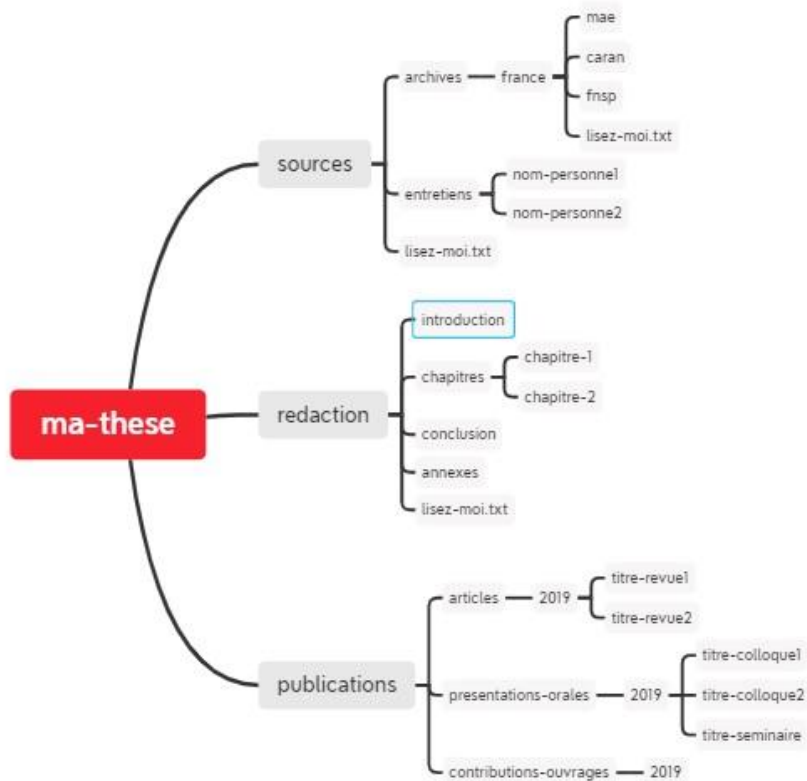 ma-these
sources
archives
france
mae
caran
fnsp
lisez-moi.txt
entretiens
nom-personne1
nom-personne2
lisez-moi.txt
redaction
introduction
chapitres
chapitre-1
chapitre-2
conclusion
annexes
lisez-moi.txt
publications
articles
2019
titre-revue1
titre-revue2
presentations-orales
2019
titre-colloque1
titre-colloque2
titre-seminaire
contributions-ouvrages
2019